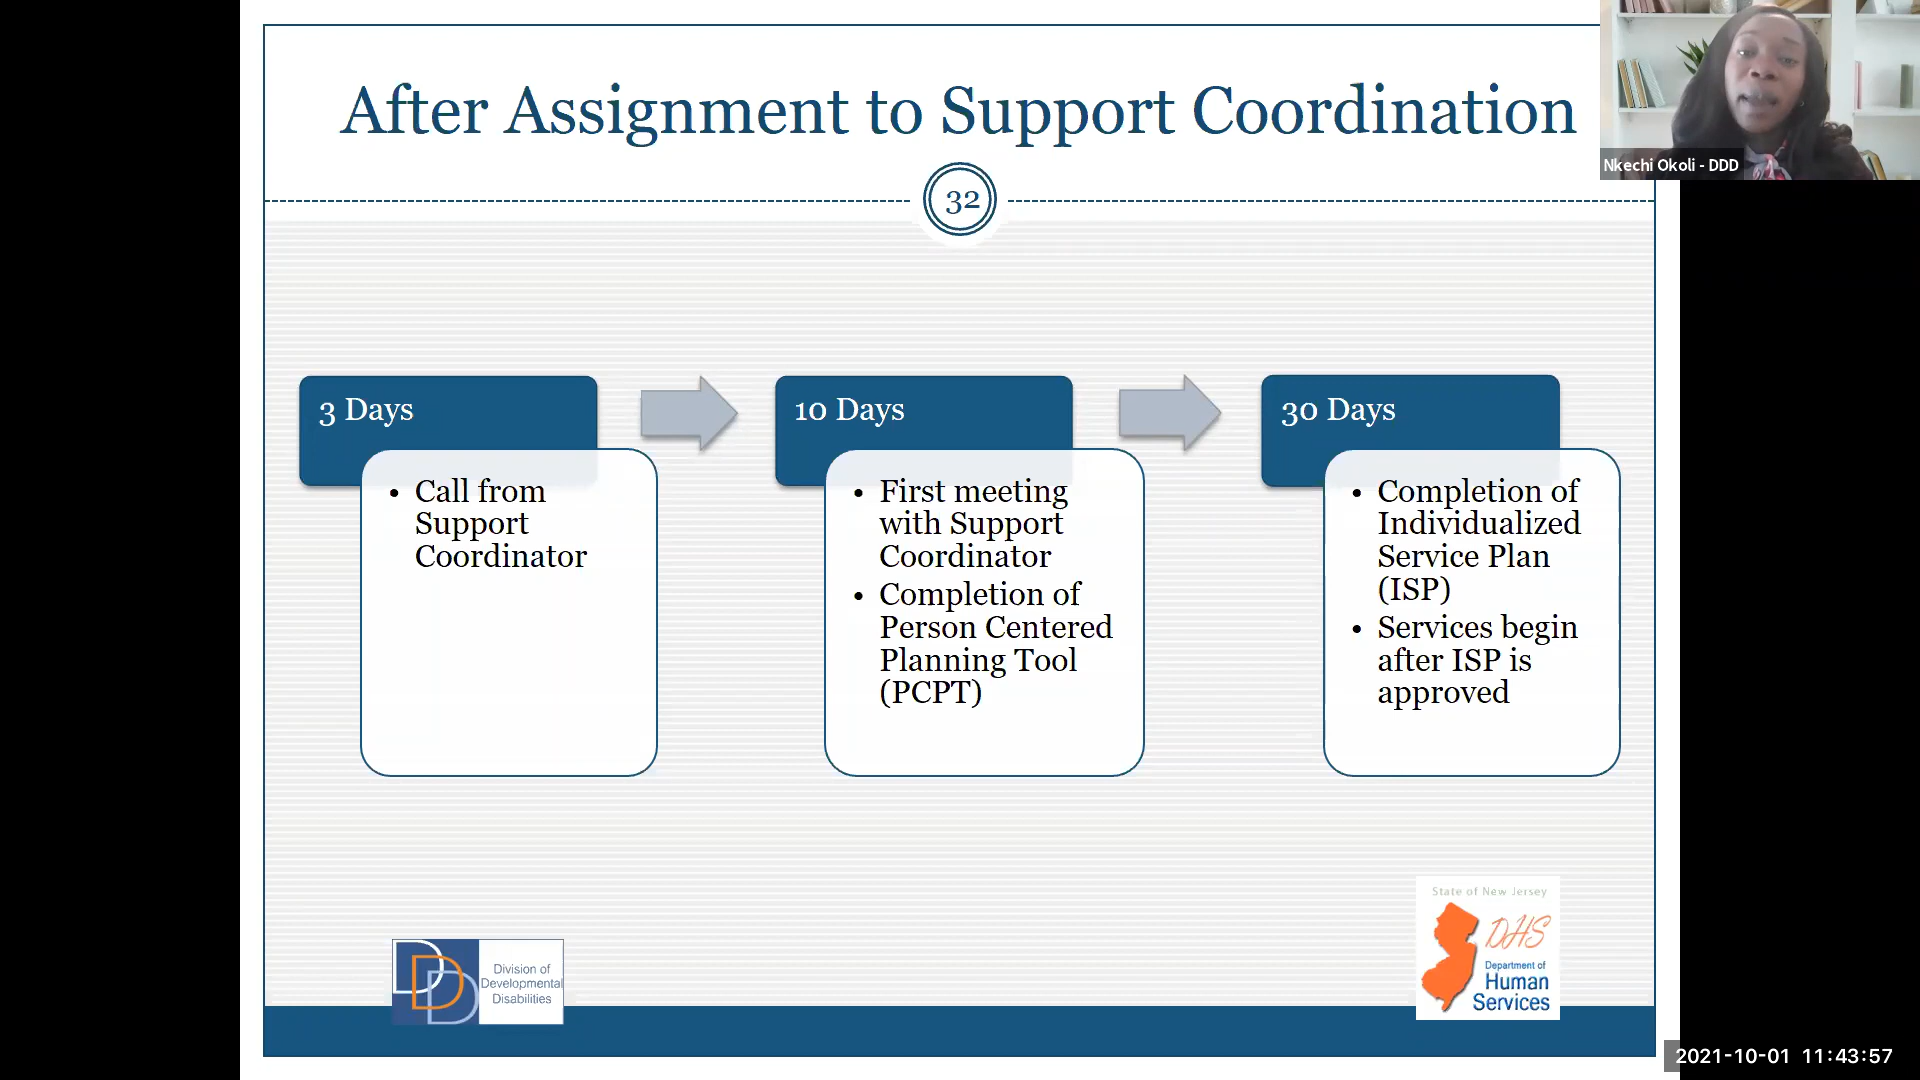 After Assignment to Support Coordination
Nkechi Okoli - DDD
32
3 Days
• Call from
Support
Coordinator
10 Days
• First meeting
with Support
Coordinator
• Completion of
Person Centered
Planning Tool
(PCPT)
30 Days
• Completion of
Individualized
Service Plan
(ISP)
• Services begin
after ISP is
approved
DDD
Division of
Developmental
Disabilities
State of New Jersey
DHS
Department of
Human
Services
2021-10-01 11:43:57